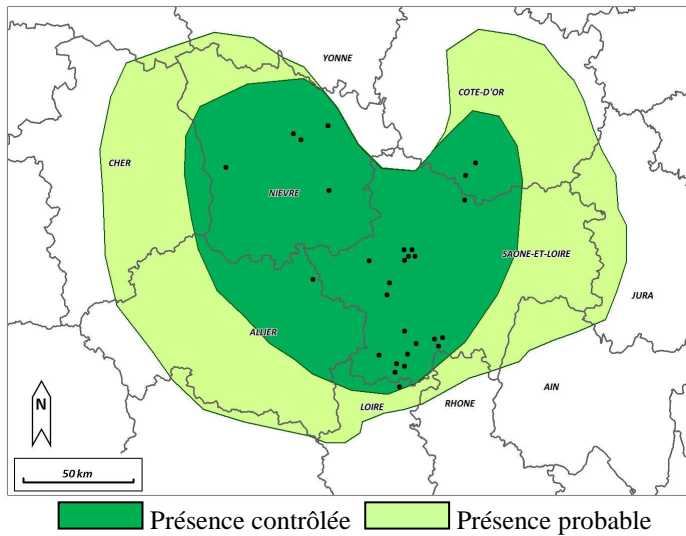 YONNE
COTE-D'OR
CHER
NIEVRE
SAONE-ET-LOIRE
JURA
ALLIER
AIN
LOIRE
RHONE
N
50 km
Présence contrôlée Présence probable